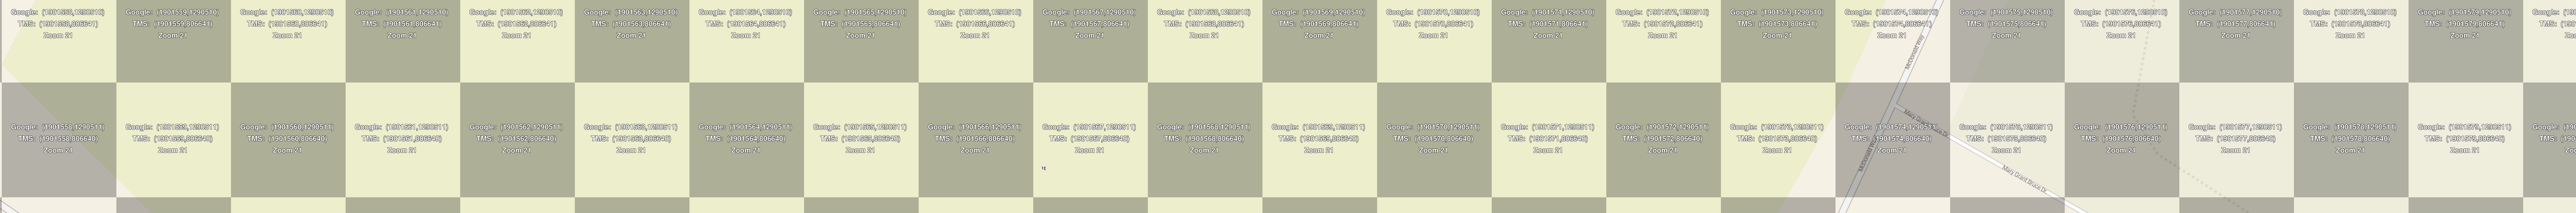 Google: (1901558,1290510)
TMS: (1901558,806641)
Zoom 21
Google: (1901559,1290510)
TMS: (1901559,806641)
Zoom 21
Google: (1901560,1290510)
TMS: (1901560,806641)
Zoom 21
Google: (1901561,1290510)
TMS: (1901561,806641)
Zoom 21
Google: (1901562,1290510)
TMS: (1901562,806641)
Zoom 21
Google: (1901563,1290510)
TMS: (1901563,806641)
Zoom 21
Google: (1901564,1290510)
TMS: (1901564,806641)
Zoom 21
Google: (1901565,1290510)
TMS: (1901565,806641)
Zoom 21
Google: (1901566,1290510)
TMS: (1901566,806641)
Zoom 21
Google: (1901567,1290510)
TMS: (1901567,806641)
Zoom 21
Google: (1901568,1290510)
TMS: (1901568,806641)
Zoom 21
Google: (1901569,1290510)
TMS: (1901569,806641)
Zoom 21
Google: (1901570,1290510)
TMS: (1901570,806641)
Zoom 21
Google: (1901571,1290510)
TMS: (1901571,806641)
Zoom 21
Google: (1901572,1290510)
TMS: (1901572,806641)
Zoom 21
Google: (1901573,1290510)
TMS: (1901573,806641)
Zoom 21
Google: (1901574,1290510)
TMS: (1901574,806641)
Zoom 21
McDonald Way
Google: (1901575,1290510)
TMS: (1901575,806641)
Zoom 21
Google: (1901576,1290510)
TMS: (1901576,806641)
Zoom 21
Google: (1901577,1290510)
TMS: (1901577,806641)
Zoom 21
Google: (1901578,1290510)
TMS: (1901578,806641)
Zoom 21
Google: (1901579,1290510)
TMS: (1901579,806641)
Zoom 21
Google: (1901558,1290511)
TMS: (1901558,806640)
Zoom 21
Google: (1901559,1290511)
TMS: (1901559,806640)
Zoom 21
Google: (1901560,1290511)
TMS: (1901560,806640)
Zoom 21
Google: (1901561,1290511)
TMS: (1901561,806640)
Zoom 21
Google: (1901562,1290511)
TMS: (1901562,806640)
Zoom 21
Google: (1901563,1290511)
TMS: (1901563,806640)
Zoom 21
Google: (1901564,1290511)
TMS: (1901564,806640)
Zoom 21
Google: (1901565,1290511)
TMS: (1901565,806640)
Zoom 21
Google: (1901566,1290511)
TMS: (1901566,806640)
Zoom 21
Google: (1901567,1290511)
TMS: (1901567,806640)
Zoom 21
Google: (1901568,1290511)
TMS: (1901568,806640)
Zoom 21
Google: (1901569,1290511)
TMS: (1901569,806640)
Zoom 21
Google: (1901570,1290511)
TMS: (1901570,806640)
Zoom 21
Google: (1901571,1290511)
TMS: (1901571,806640)
Zoom 21
Google: (1901572,1290511)
TMS: (1901572,806640)
Zoom 21
Google: (1901573,1290511)
TMS: (1901573,806640)
Zoom 21
Google: (1901574,1290511)
TMS: (1901574,806640)
Zoom 21
McDonald Way
Mary Grant Bruce Dr
Google: (1901575,1290511)
TMS: (1901575,806640)
Zoom 21
Mary Grant Bruce Dr
Google: (1901576,1290511)
TMS: (1901576,806640)
Zoom 21
Google: (1901577,1290511)
TMS: (1901577,806640)
Zoom 21
Google: (1901578,1290511)
TMS: (1901578,806640)
Zoom 21
Google: (1901579,1290511)
TMS: (1901579,806640)
Zoom 21